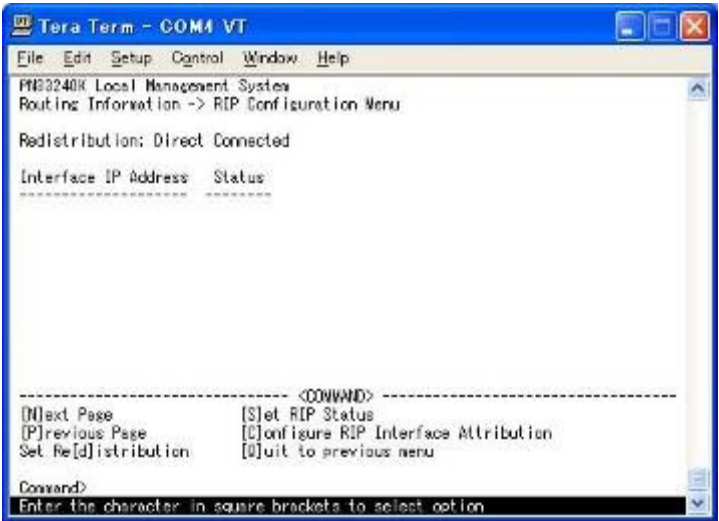 Tera Term - COM4 VT
File Edit Setup Control Window Help
PN33240K Local Management System
Routing Information -> RIP Configuration Menu
Redistribution: Direct Connected
Interface IP Address Status
------------------- --------
------------------------------ <COMMAND> ---------------------------------
[N]ext Page [S]et RIP Status
[P]revious Page [C]onfigure RIP Interface Attribution
Set Re[d]istribution [Q]uit to previous menu
Command>
Enter the character in square brackets to select option